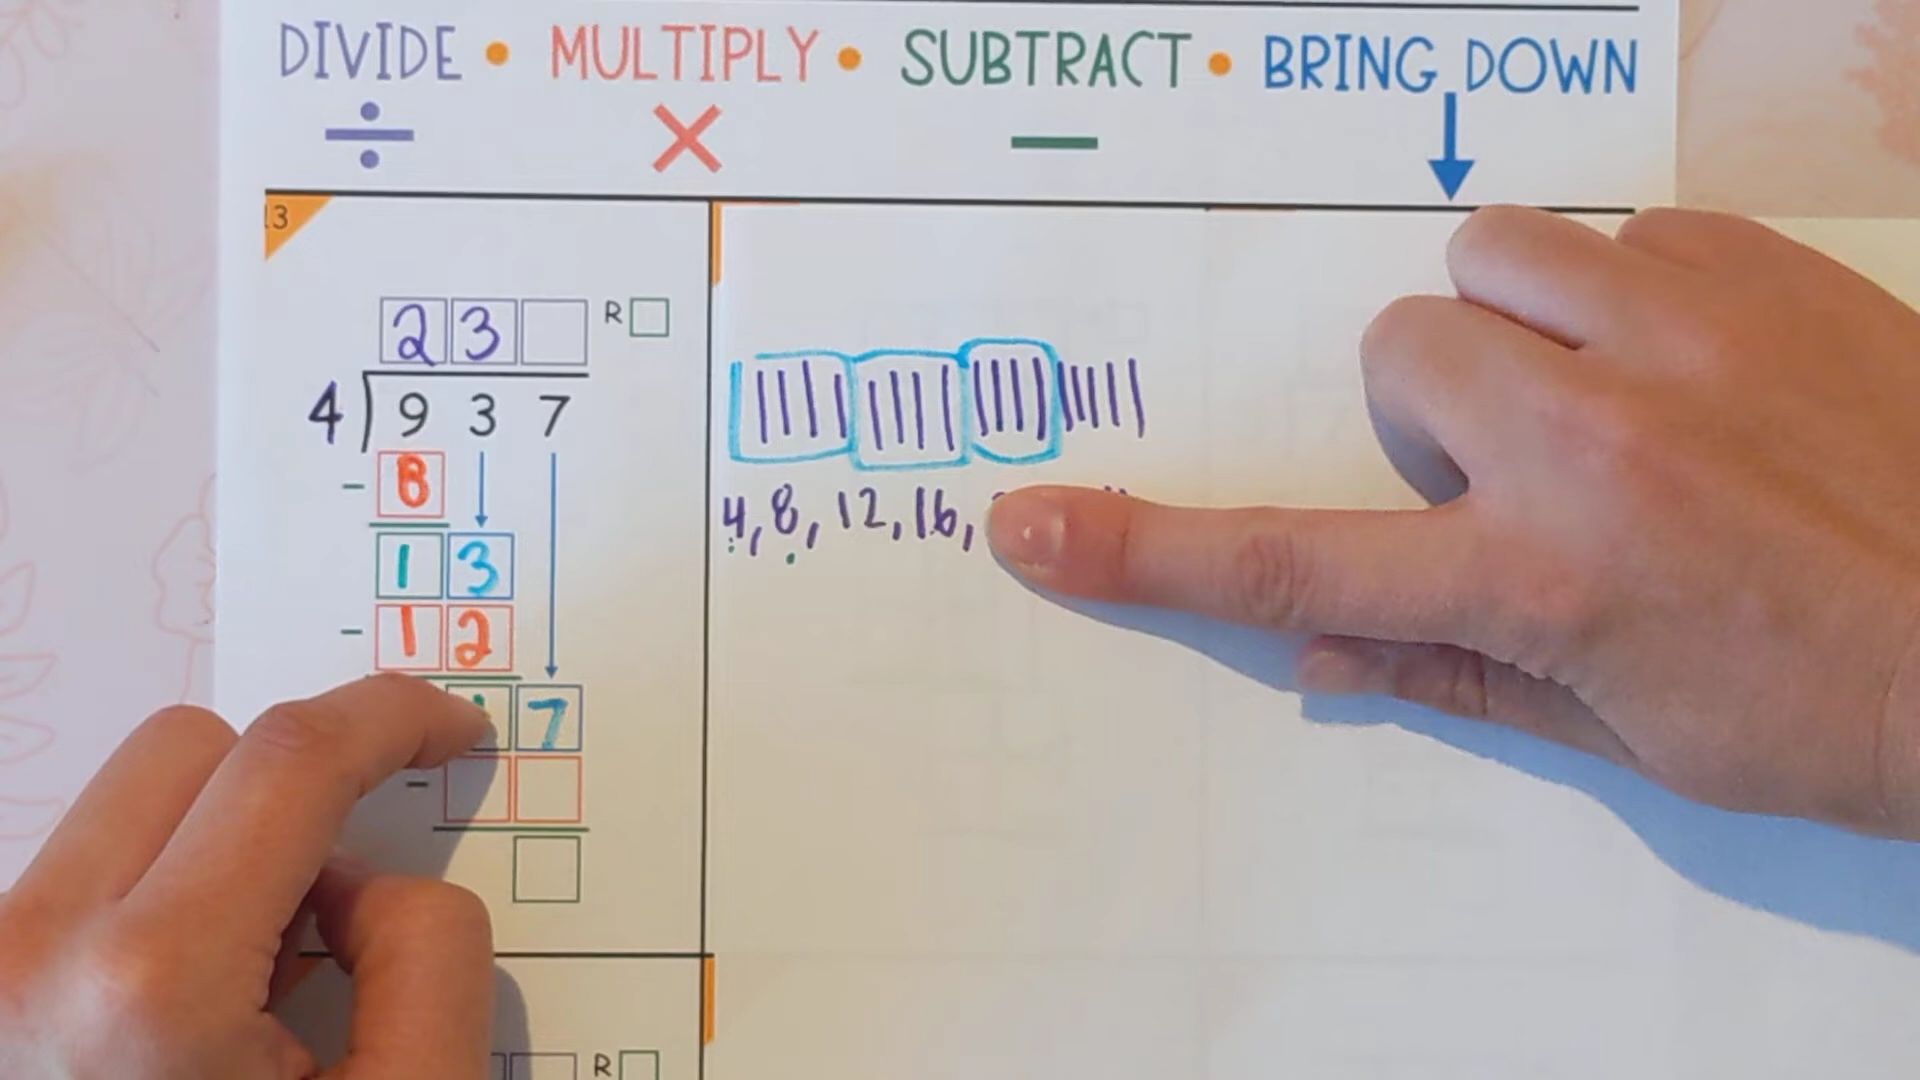 DIVIDE • MULTIPLY • SUBTRACT • BRING DOWN
÷ × −
13
2 3 R
4 9 3 7
- 8
1 3
- 1 2
7
-
4, 8, 12, 16,
R